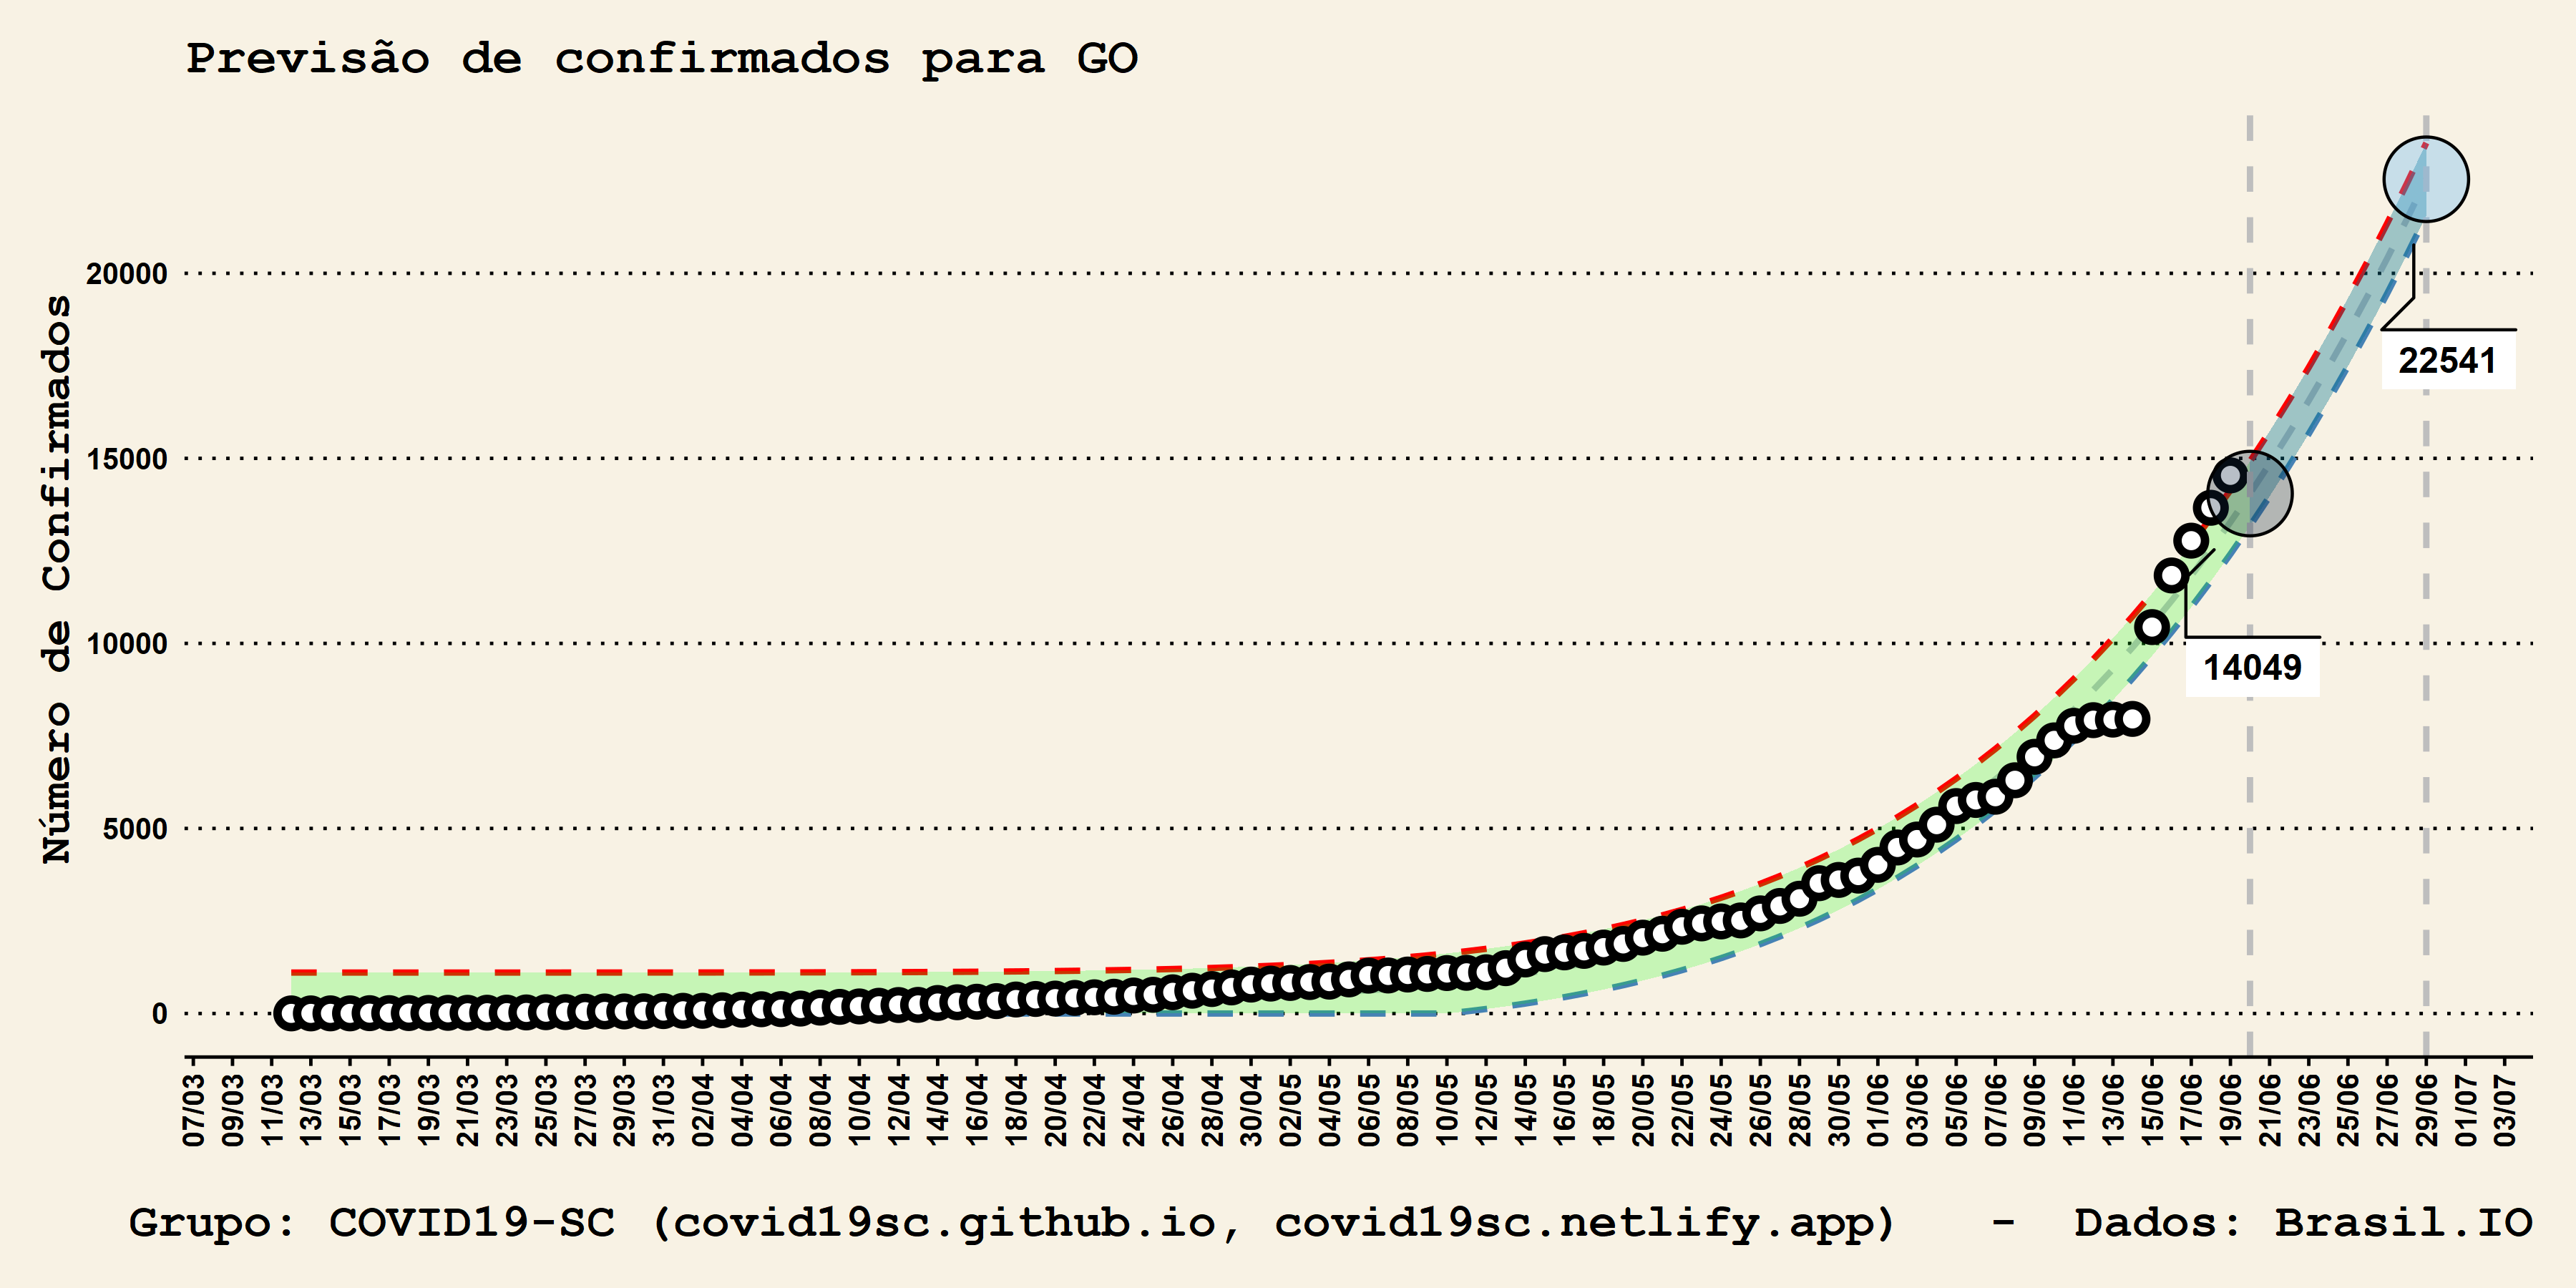 Previsão de confirmados para GO
Número de Confirmados
20000
15000
10000
5000
0
22541
14049
07/03 09/03 11/03 13/03 15/03 17/03 19/03 21/03 23/03 25/03 27/03 29/03 31/03 02/04 04/04 06/04 08/04 10/04 12/04 14/04 16/04 18/04 20/04 22/04 24/04 26/04 28/04 30/04 02/05 04/05 06/05 08/05 10/05 12/05 14/05 16/05 18/05 20/05 22/05 24/05 26/05 28/05 30/05 01/06 03/06 05/06 07/06 09/06 11/06 13/06 15/06 17/06 19/06 21/06 23/06 25/06 27/06 29/06 01/07 03/07
Grupo: COVID19-SC (covid19sc.github.io, covid19sc.netlify.app) - Dados: Brasil.IO